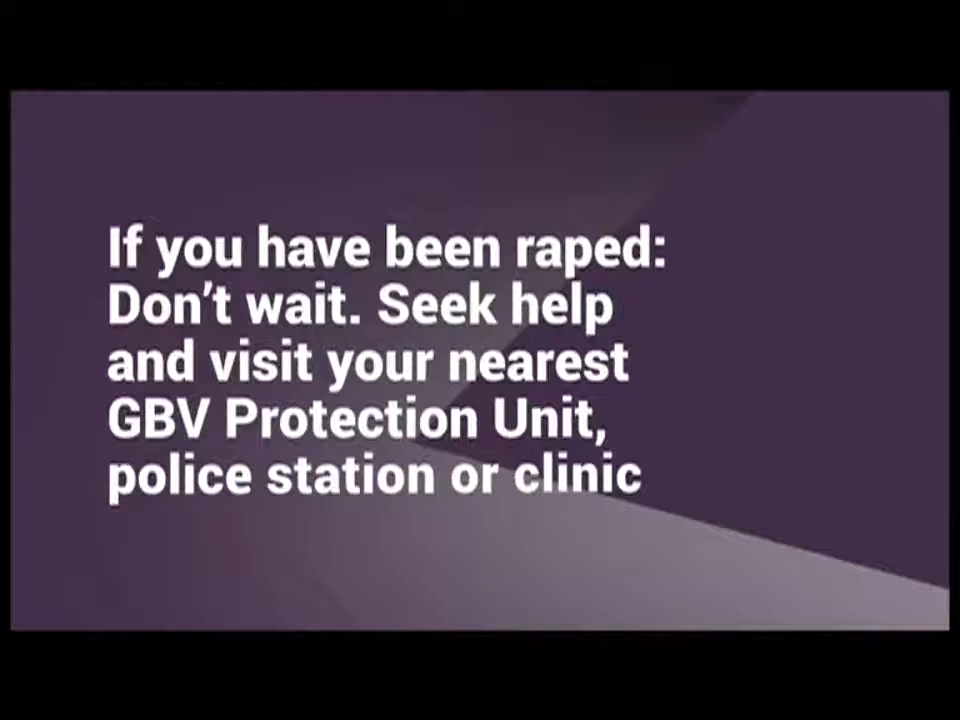 If you have been raped:
Don’t wait. Seek help
and visit your nearest
GBV Protection Unit,
police station or clinic